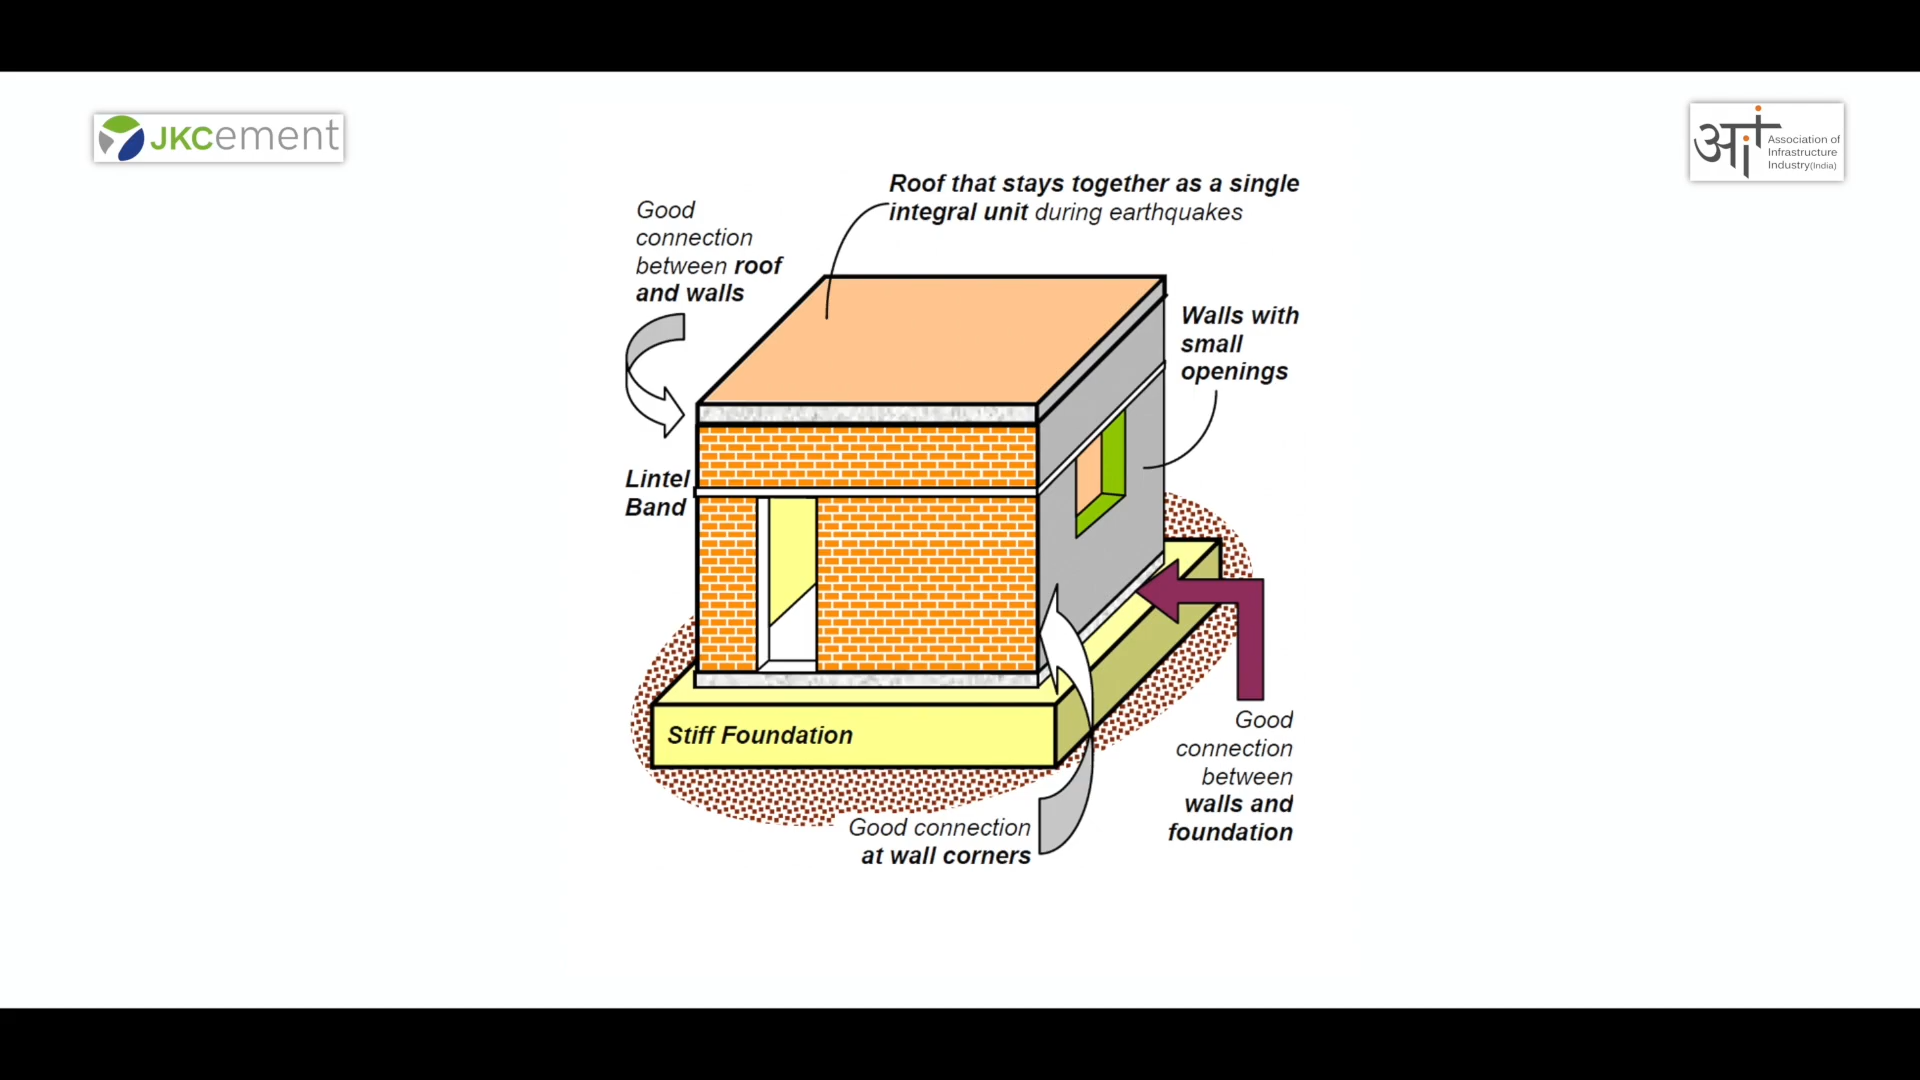 JKCement
आिं
Association of
Infrastructure
Industry(India)
Roof that stays together as a single
integral unit during earthquakes
Good
connection
between roof
and walls
Walls with
small
openings
Lintel
Band
Stiff Foundation
Good
connection
between
walls and
foundation
Good connection
at wall corners